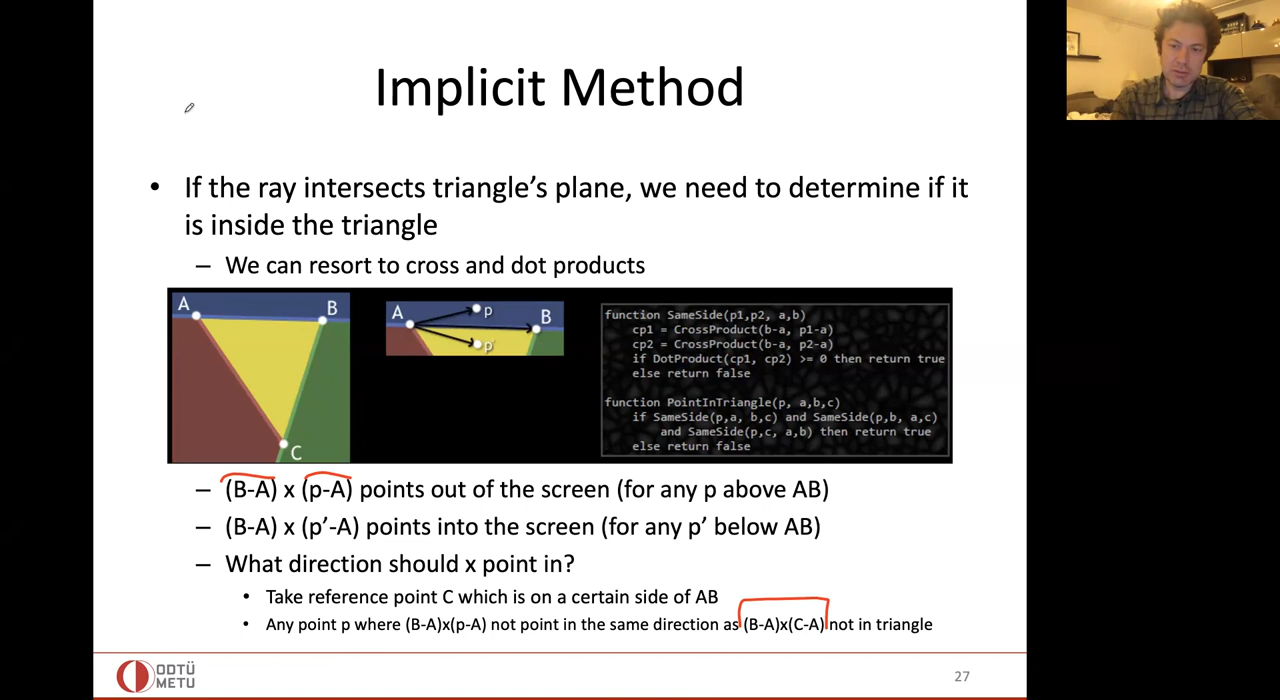 Implicit Method
• If the ray intersects triangle’s plane, we need to determine if it
is inside the triangle
– We can resort to cross and dot products
A
B
C
A
p
B
p'
function SameSide(p1,p2, a,b)
cp1 = CrossProduct(b-a, p1-a)
cp2 = CrossProduct(b-a, p2-a)
if DotProduct(cp1, cp2) >= 0 then return true
else return false
function PointInTriangle(p, a,b,c)
if SameSide(p,a, b,c) and SameSide(p,b, a,c)
and SameSide(p,c, a,b) then return true
else return false
– (B-A) x (p-A) points out of the screen (for any p above AB)
– (B-A) x (p’-A) points into the screen (for any p’ below AB)
– What direction should x point in?
• Take reference point C which is on a certain side of AB
• Any point p where (B-A)x(p-A) not point in the same direction as (B-A)x(C-A) not in triangle
ODTÜ
METU
27